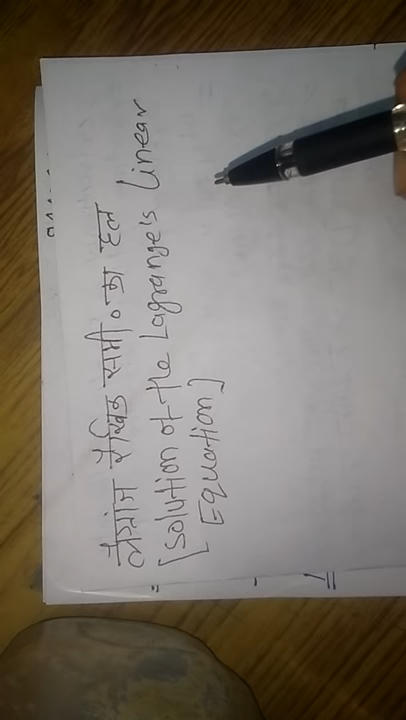 लैग्रांज रैखिक समी० का हल
[Solution of the Lagrange's Linear
Equation]